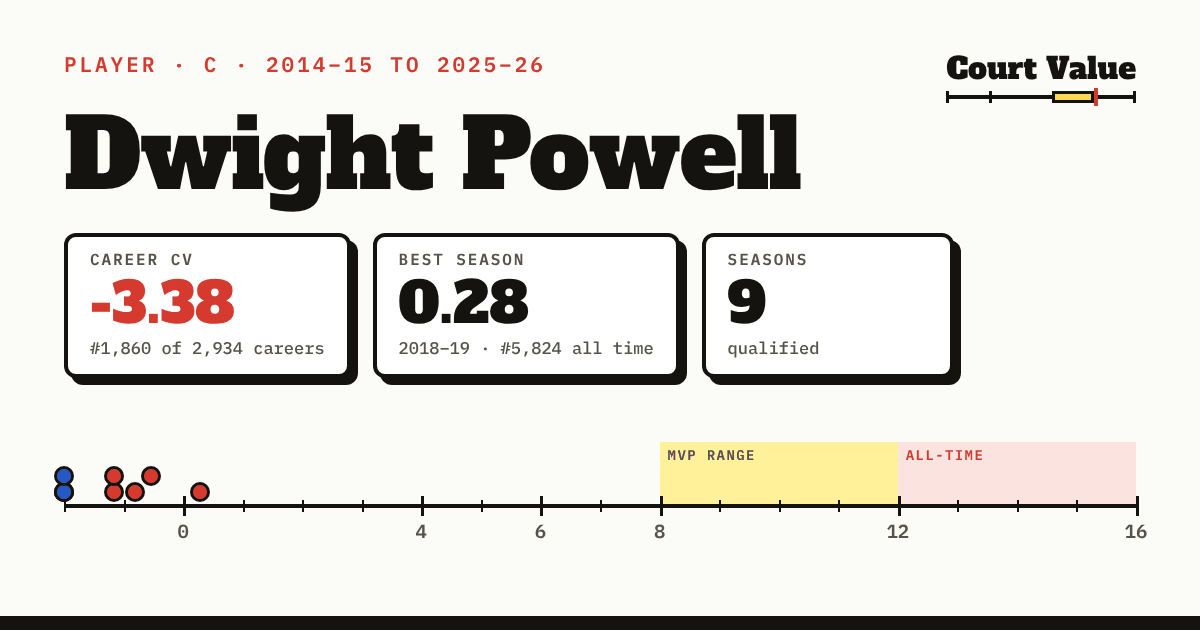 PLAYER · C · 2014–15 TO 2025–26
Court Value
Dwight Powell
CAREER CV
-3.38
#1,860 of 2,934 careers
BEST SEASON
0.28
2018–19 · #5,824 all time
SEASONS
9
qualified
MVP RANGE
ALL-TIME
0
4
6
8
12
16